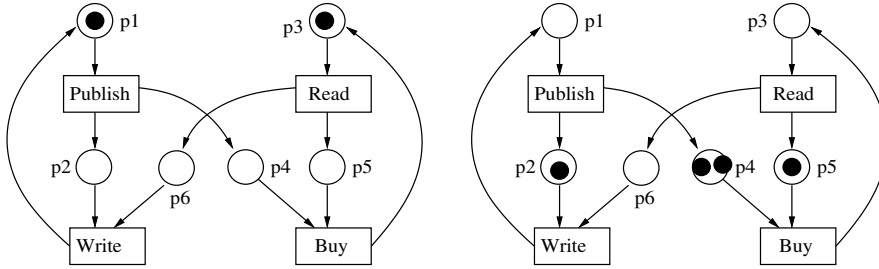 p1 p3 p1 p3
Publish Read Publish Read
p2 p4 p5 p2 p4 p5
p6 p6
Write Buy Write Buy